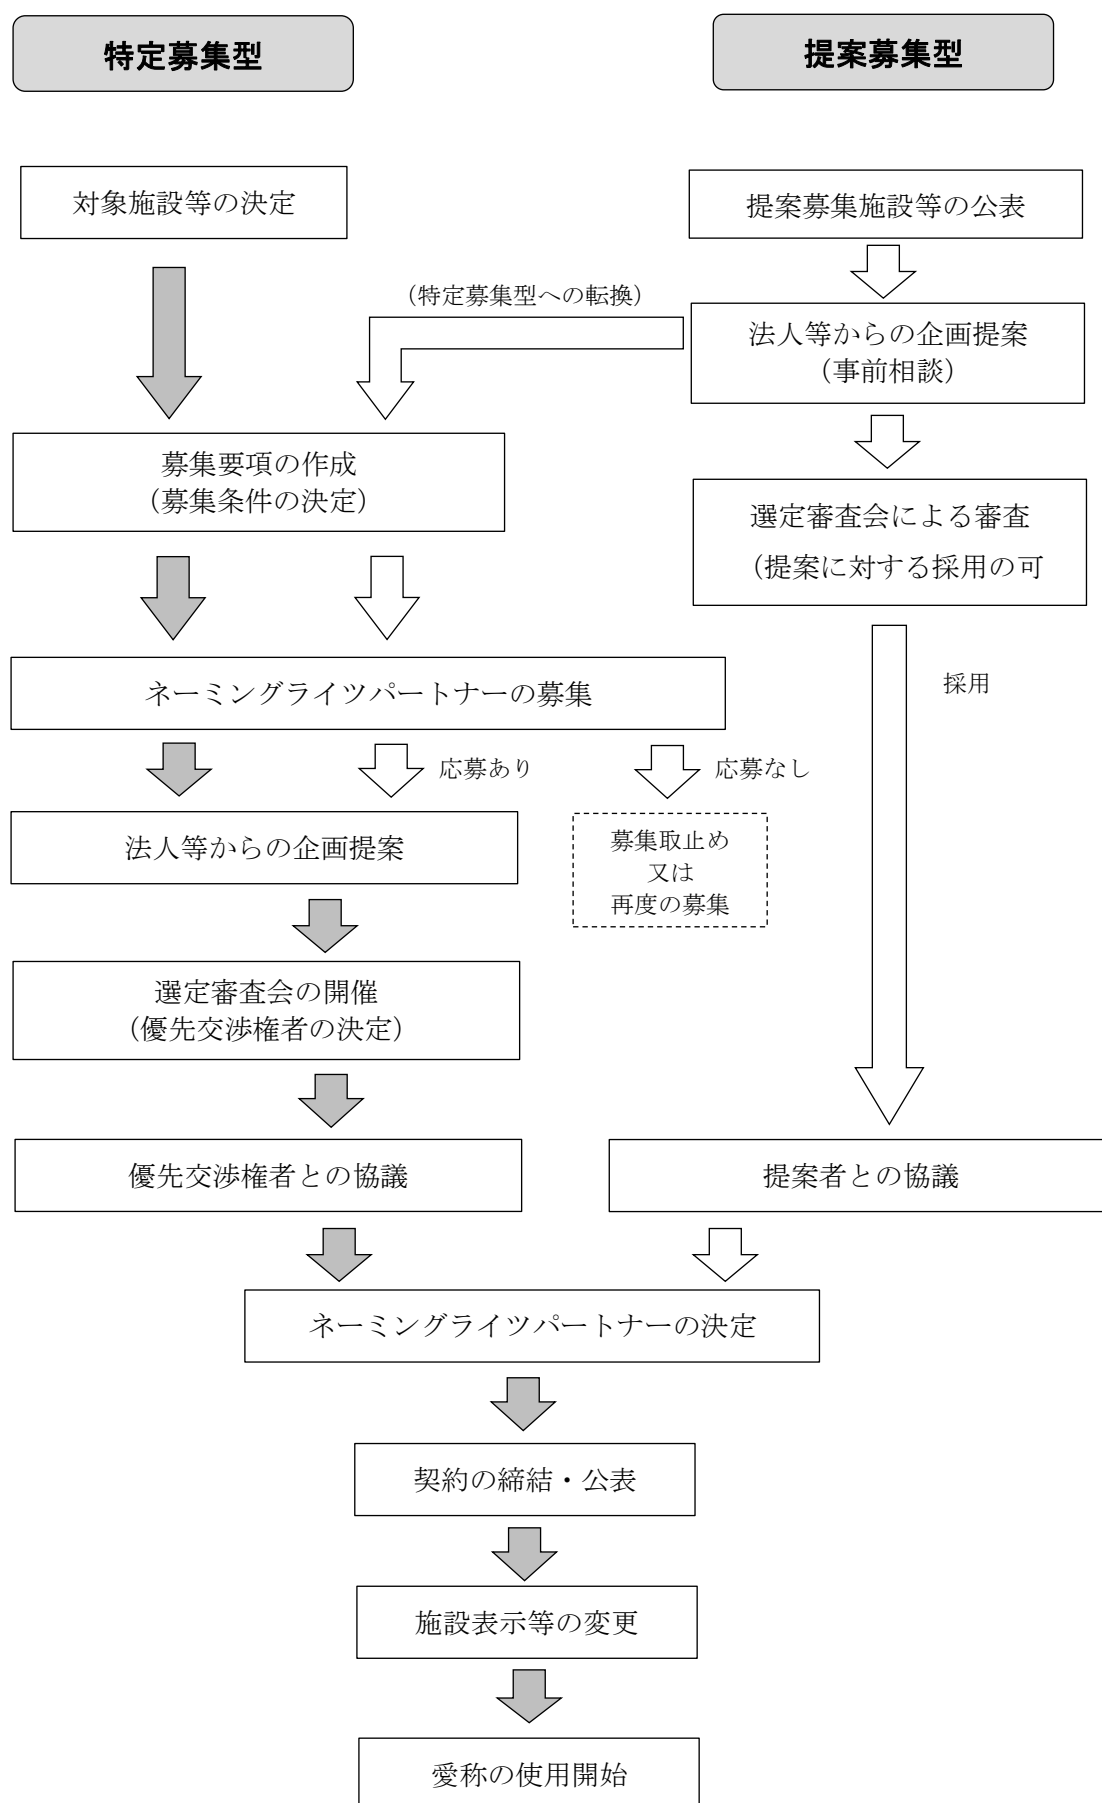 特定募集型
提案募集型
対象施設等の決定
提案募集施設等の公表
（特定募集型への転換）
法人等からの企画提案
（事前相談）
募集要項の作成
（募集条件の決定）
選定審査会による審査
（提案に対する採用の可
ネーミングライツパートナーの募集
採用
応募あり
応募なし
法人等からの企画提案
募集取止め
又は
再度の募集
選定審査会の開催
（優先交渉権者の決定）
優先交渉権者との協議
提案者との協議
ネーミングライツパートナーの決定
契約の締結・公表
施設表示等の変更
愛称の使用開始